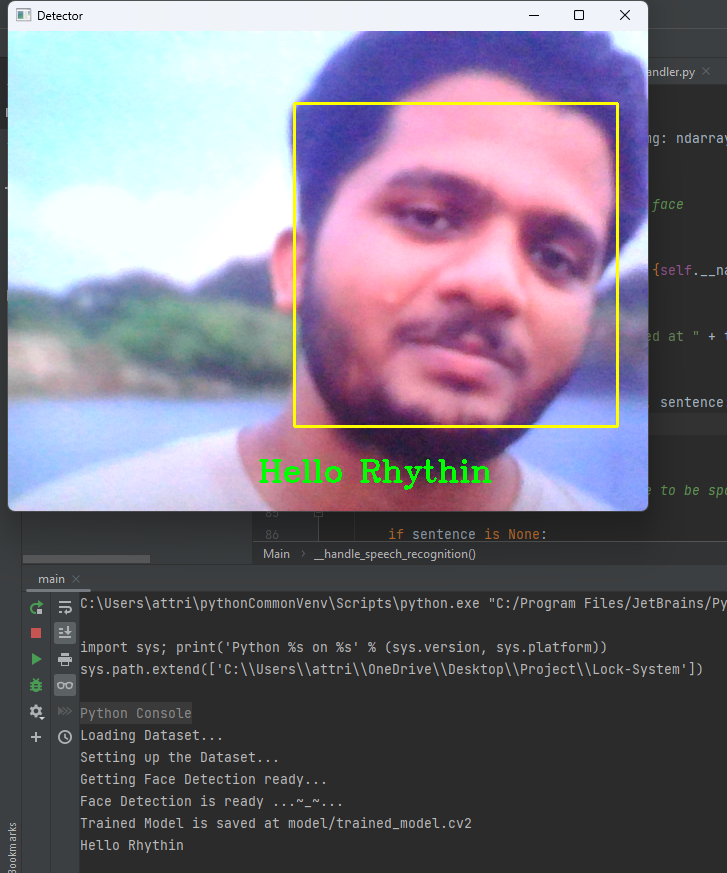 Detector
andler.py
ng: ndarray
face
{self.__na
ed at " + t
sentence
Hello Rhythin
e to be spo
85
86 if sentence is None:
Main › __handle_speech_recognition()
main
C:\Users\attri\pythonCommonVenv\Scripts\python.exe "C:/Program Files/JetBrains/Py
import sys; print('Python %s on %s' % (sys.version, sys.platform))
sys.path.extend(['C:\\Users\\attri\\OneDrive\\Desktop\\Project\\Lock-System'])
Python Console
Loading Dataset...
Setting up the Dataset...
Getting Face Detection ready...
Face Detection is ready ...~_~...
Trained Model is saved at model/trained_model.cv2
Hello Rhythin
Bookmarks